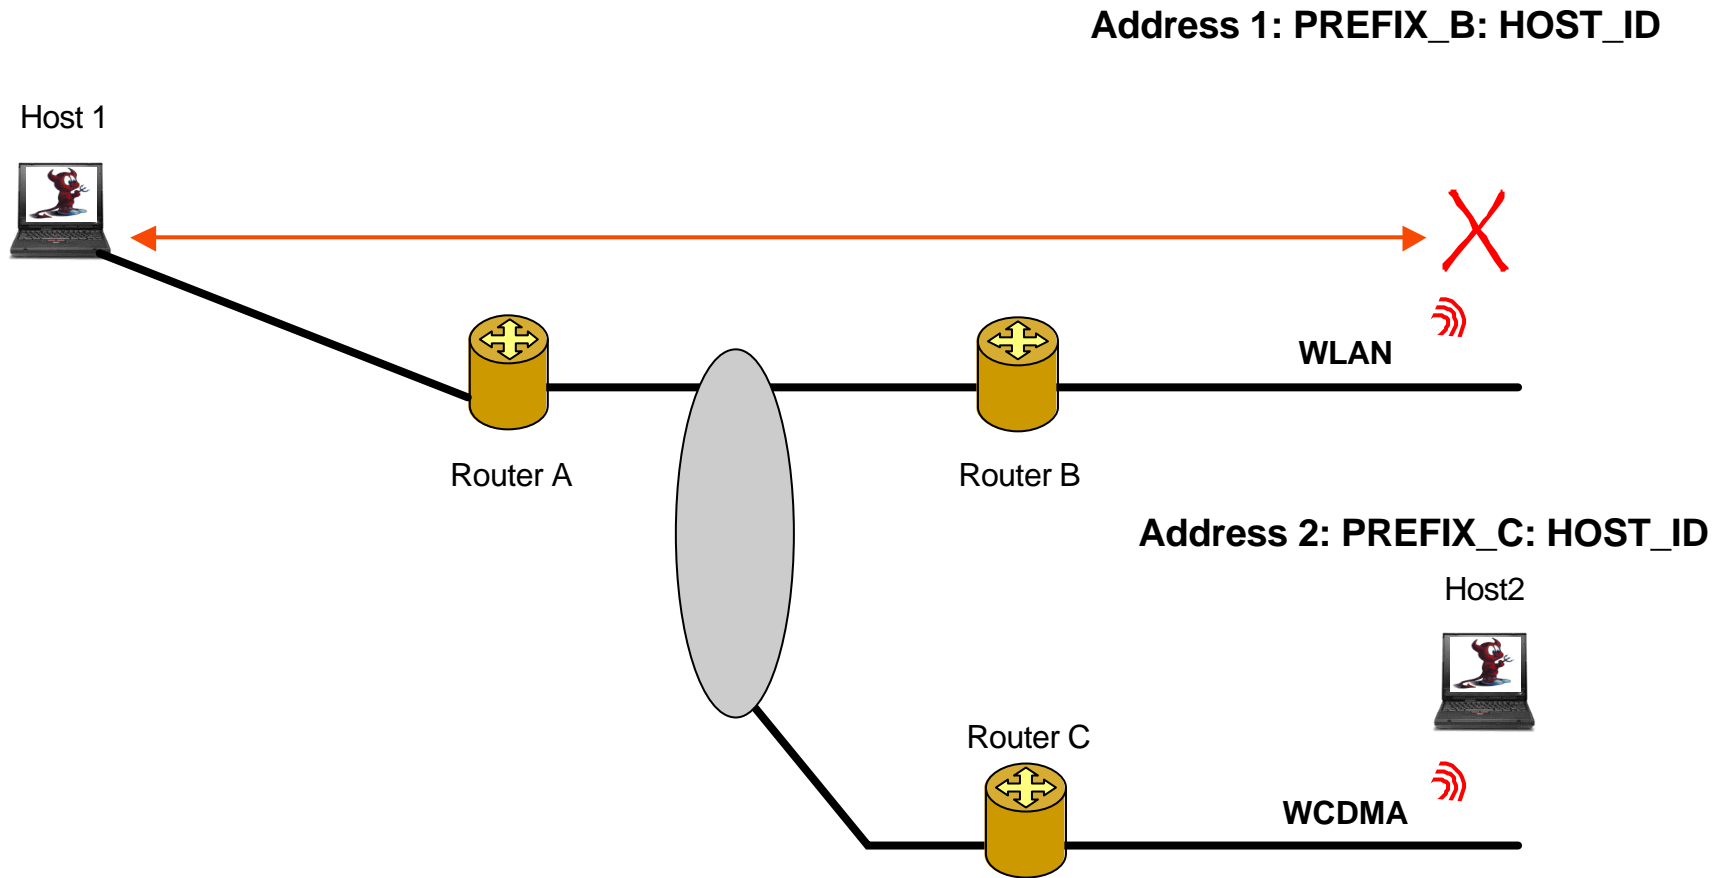 Address 1: PREFIX_B: HOST_ID
Host 1
WLAN
Router A
Router B
Address 2: PREFIX_C: HOST_ID
Host2
Router C
WCDMA